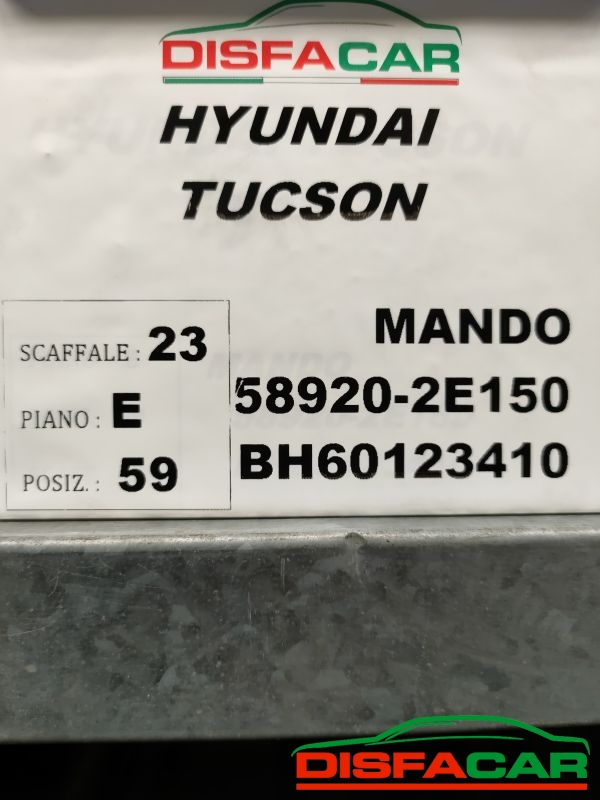 DISFACAR
HYUNDAI
TUCSON
SCAFFALE : 23
PIANO : E
POSIZ. : 59
MANDO
58920-2E150
BH60123410
DISFACAR